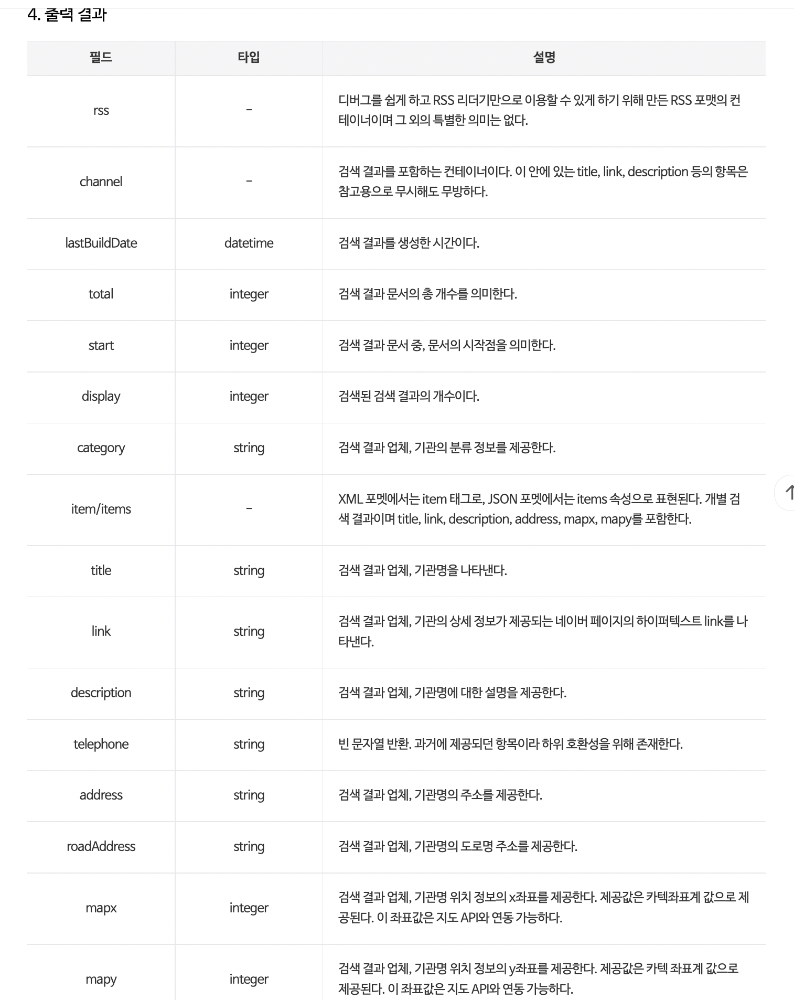 4. 출력 결과
필드 타입 설명
rss - 디버그를 쉽게 하고 RSS 리더기만으로 이용할 수 있게 하기 위해 만든 RSS 포맷의 컨
테이너이며 그 외의 특별한 의미는 없다.
channel - 검색 결과를 포함하는 컨테이너이다. 이 안에 있는 title, link, description 등의 항목은
참고용으로 무시해도 무방하다.
lastBuildDate datetime 검색 결과를 생성한 시간이다.
total integer 검색 결과 문서의 총 개수를 의미한다.
start integer 검색 결과 문서 중, 문서의 시작점을 의미한다.
display integer 검색된 검색 결과의 개수이다.
category string 검색 결과 업체, 기관의 분류 정보를 제공한다.
item/items - XML 포멧에서는 item 태그로, JSON 포멧에서는 items 속성으로 표현된다. 개별 검
색 결과이며 title, link, description, address, mapx, mapy를 포함한다.
title string 검색 결과 업체, 기관명을 나타낸다.
link string 검색 결과 업체, 기관의 상세 정보가 제공되는 네이버 페이지의 하이퍼텍스트 link를 나
타낸다.
description string 검색 결과 업체, 기관명에 대한 설명을 제공한다.
telephone string 빈 문자열 반환. 과거에 제공되던 항목이라 하위 호환성을 위해 존재한다.
address string 검색 결과 업체, 기관명의 주소를 제공한다.
roadAddress string 검색 결과 업체, 기관명의 도로명 주소를 제공한다.
mapx integer 검색 결과 업체, 기관명 위치 정보의 x좌표를 제공한다. 제공값은 카텍좌표계 값으로 제
공된다. 이 좌표값은 지도 API와 연동 가능하다.
mapy integer 검색 결과 업체, 기관명 위치 정보의 y좌표를 제공한다. 제공값은 카텍 좌표계 값으로
제공된다. 이 좌표값은 지도 API와 연동 가능하다.